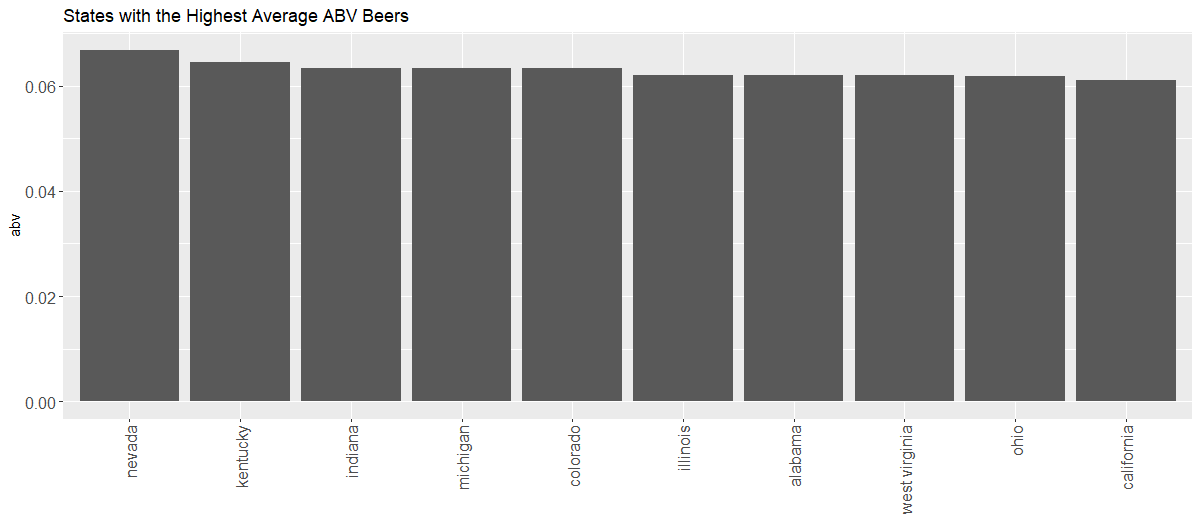 States with the Highest Average ABV Beers
abv
0.06
0.04
0.02
0.00
nevada
kentucky
indiana
michigan
colorado
illinois
alabama
west virginia
ohio
california